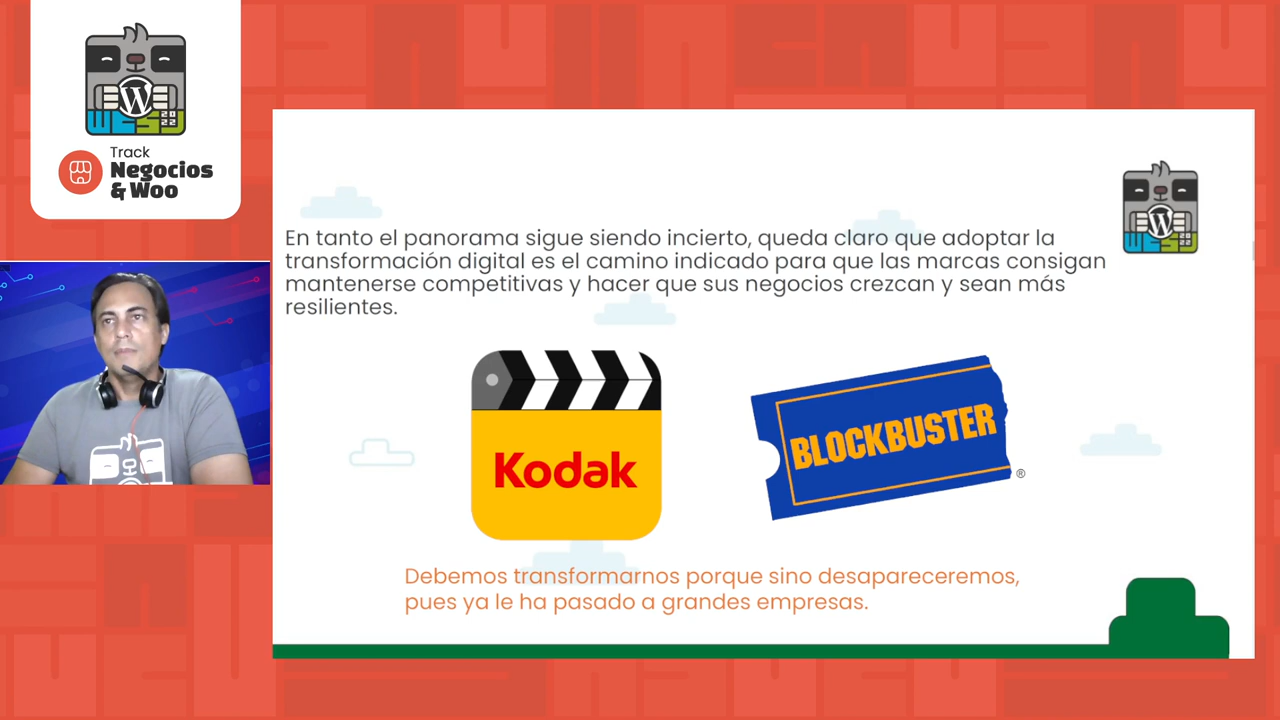 WESD
2022
Track
Negocios
& Woo
En tanto el panorama sigue siendo incierto, queda claro que adoptar la
transformación digital es el camino indicado para que las marcas consigan
mantenerse competitivas y hacer que sus negocios crezcan y sean más
resilientes.
Kodak
BLOCKBUSTER
®
Debemos transformarnos porque sino desapareceremos,
pues ya le ha pasado a grandes empresas.